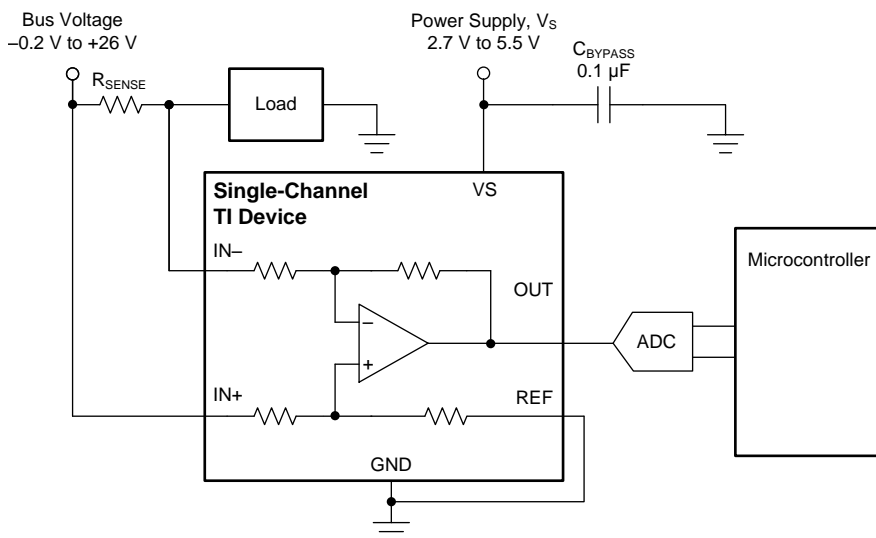 Bus Voltage
–0.2 V to +26 V
Power Supply, VS
2.7 V to 5.5 V
CBYPASS
0.1 µF
RSENSE
Load
Single-Channel
TI Device
VS
IN–
OUT
Microcontroller
–
+
ADC
IN+
REF
GND